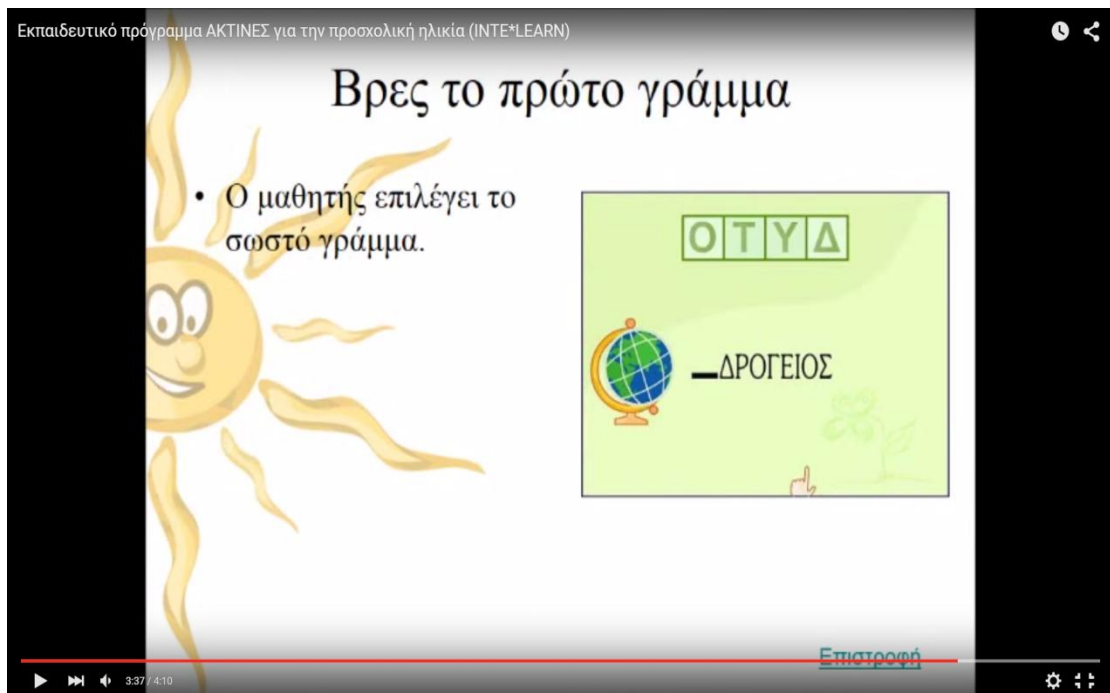 Εκπαιδευτικό πρόγραμμα ΑΚΤΙΝΕΣ για την προσχολική ηλικία (INTE*LEARN)
Βρες το πρώτο γράμμα
• Ο μαθητής επιλέγει το
σωστό γράμμα.
Ο Τ Υ Δ
_ΔΡΟΓΕΙΟΣ
Επιστροφή
3:37 / 4:10